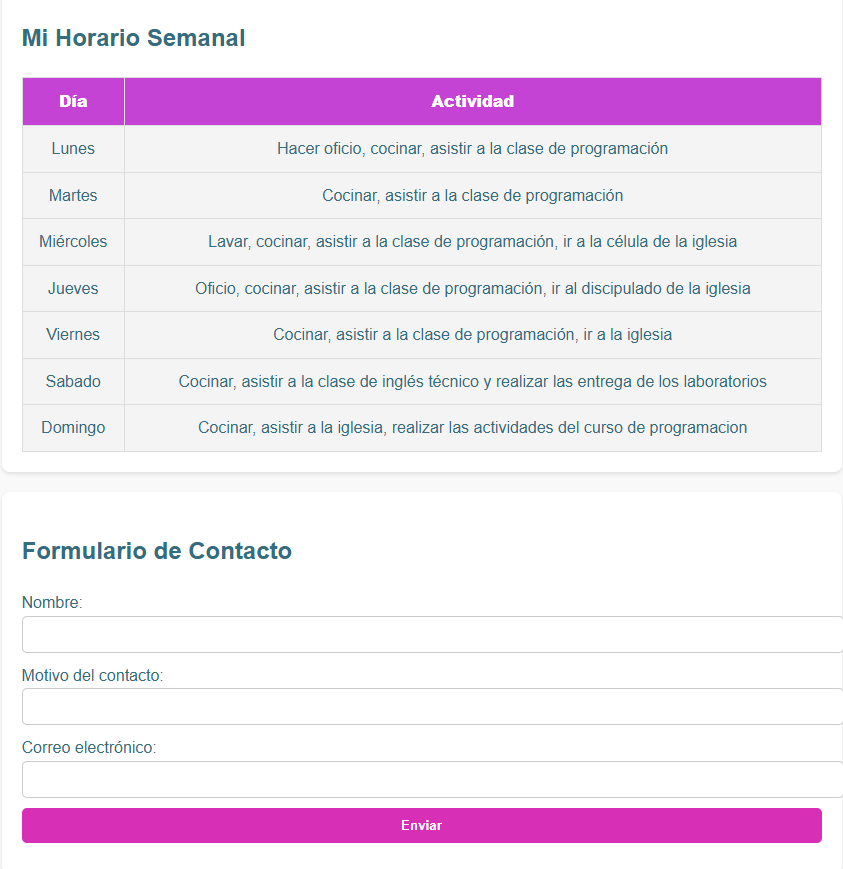 Mi Horario Semanal
Día Actividad
Lunes Hacer oficio, cocinar, asistir a la clase de programación
Martes Cocinar, asistir a la clase de programación
Miércoles Lavar, cocinar, asistir a la clase de programación, ir a la célula de la iglesia
Jueves Oficio, cocinar, asistir a la clase de programación, ir al discipulado de la iglesia
Viernes Cocinar, asistir a la clase de programación, ir a la iglesia
Sabado Cocinar, asistir a la clase de inglés técnico y realizar las entrega de los laboratorios
Domingo Cocinar, asistir a la iglesia, realizar las actividades del curso de programacion
Formulario de Contacto
Nombre:
Motivo del contacto:
Correo electrónico:
Enviar